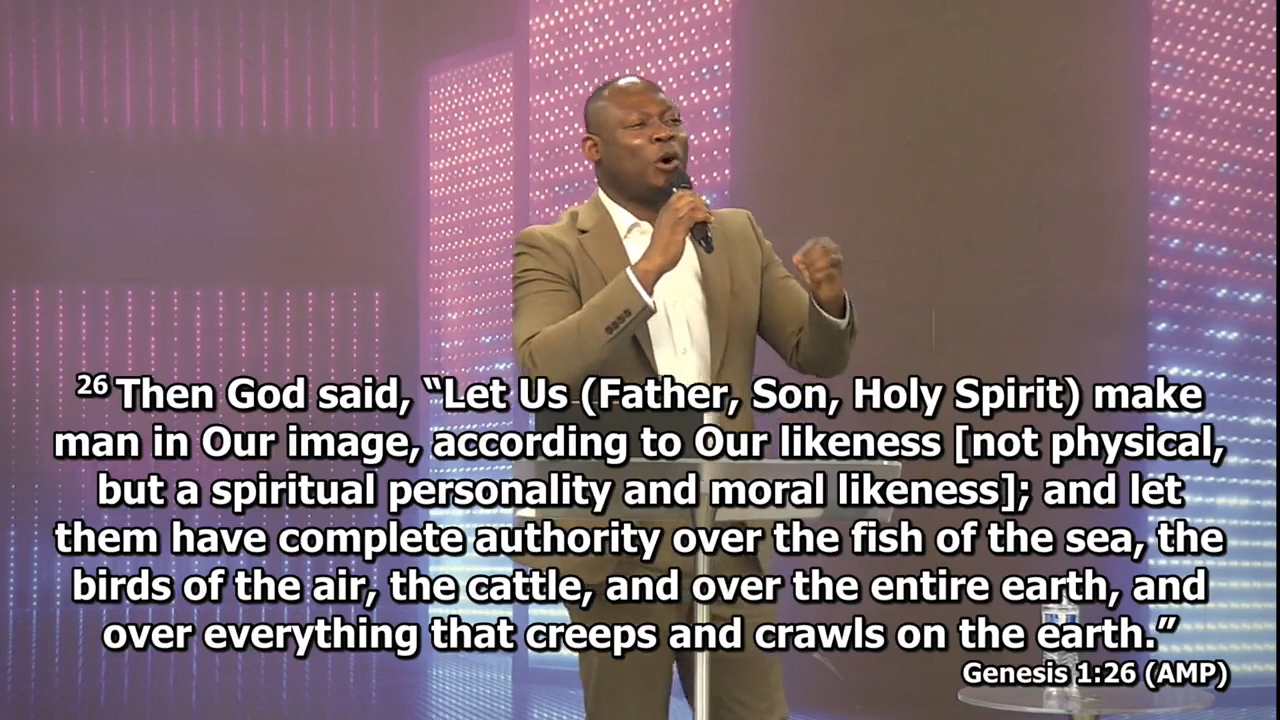 26 Then God said, “Let Us (Father, Son, Holy Spirit) make
man in Our image, according to Our likeness [not physical,
but a spiritual personality and moral likeness]; and let
them have complete authority over the fish of the sea, the
birds of the air, the cattle, and over the entire earth, and
over everything that creeps and crawls on the earth.”
Genesis 1:26 (AMP)